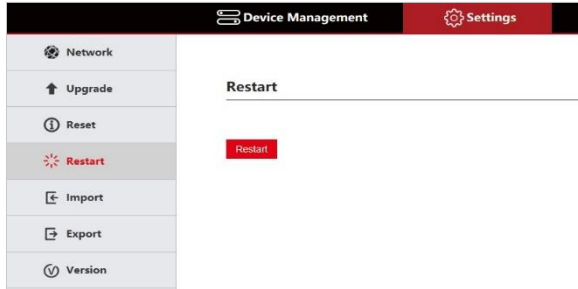 Device Management
Settings
Network
Upgrade
Reset
Restart
Import
Export
Version
Restart
Restart